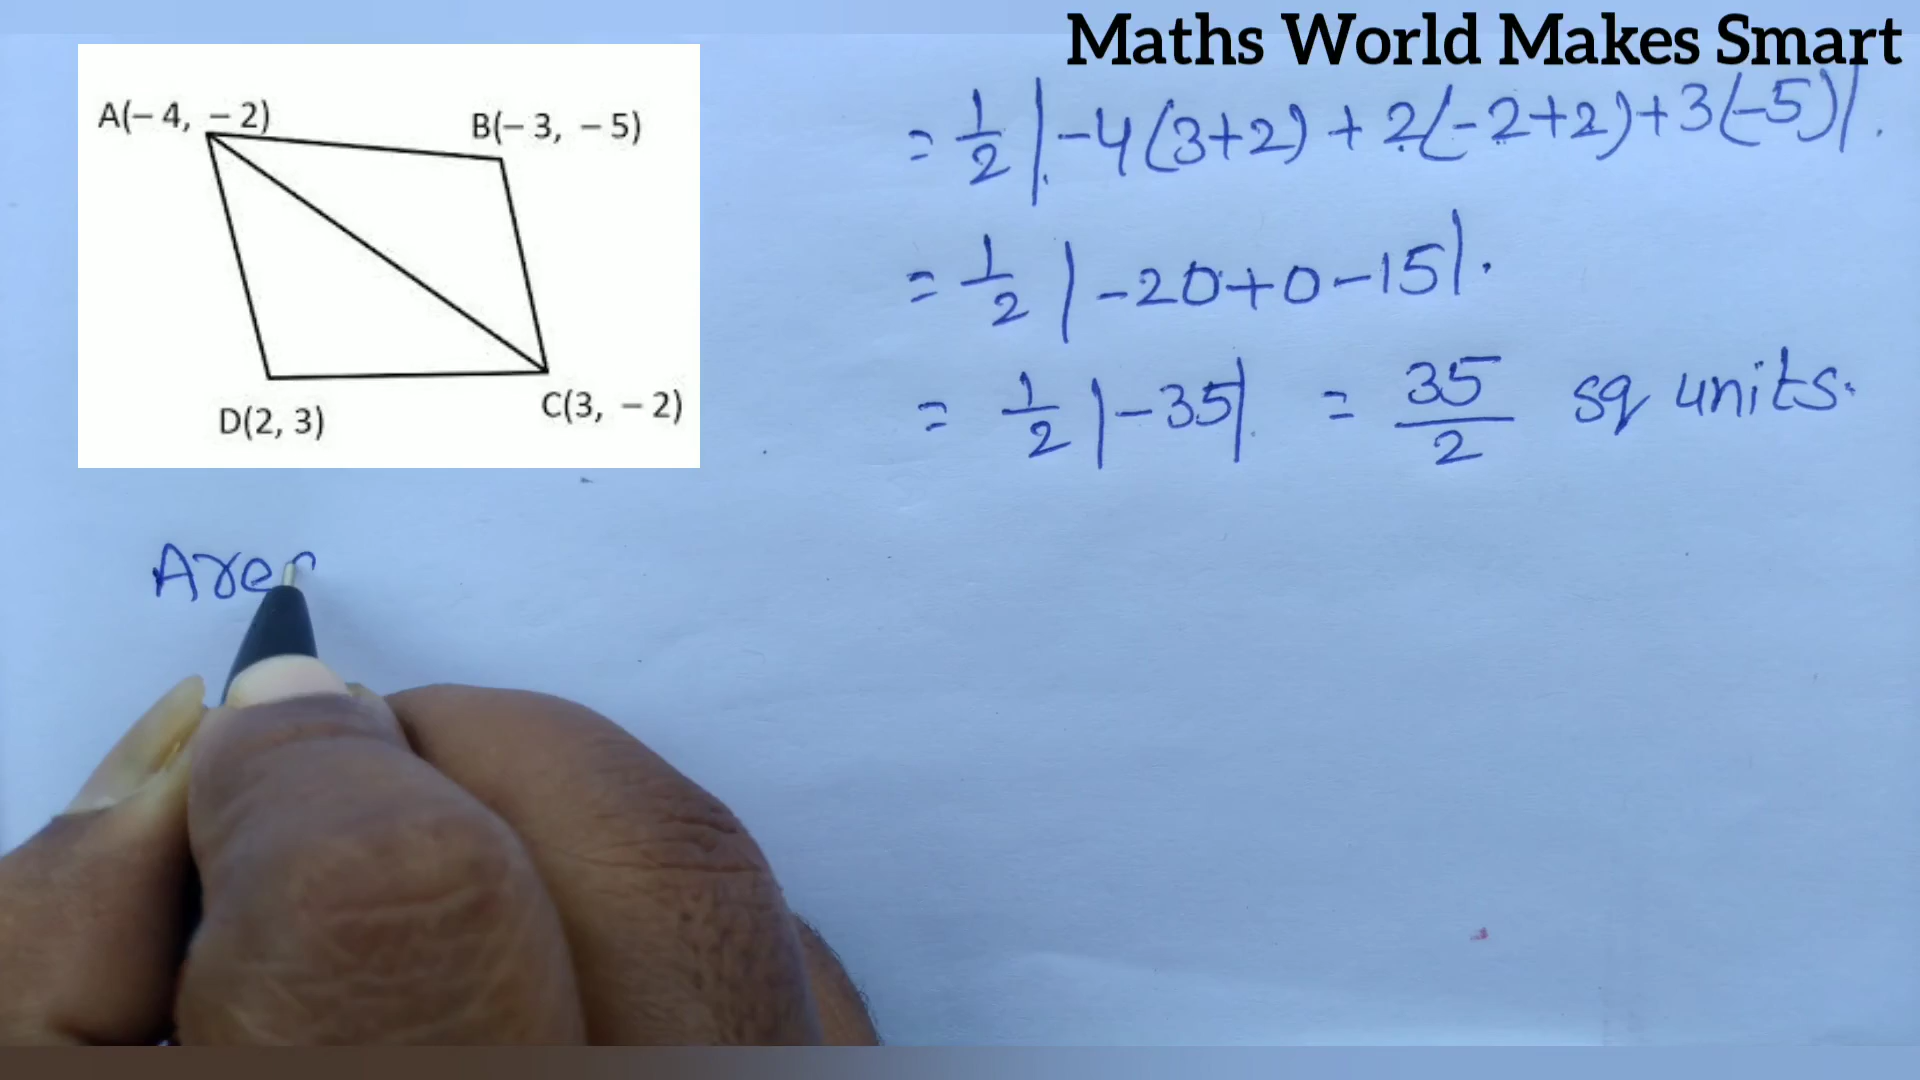 Maths World Makes Smart
A(– 4, – 2)
B(– 3, – 5)
D(2, 3)
C(3, – 2)
= 1/2 |-4(3+2) + 2(-2+2)+3(-5)|.
= 1/2 |-20+0-15|.
= 1/2 |-35| = 35/2 sq units.
Area